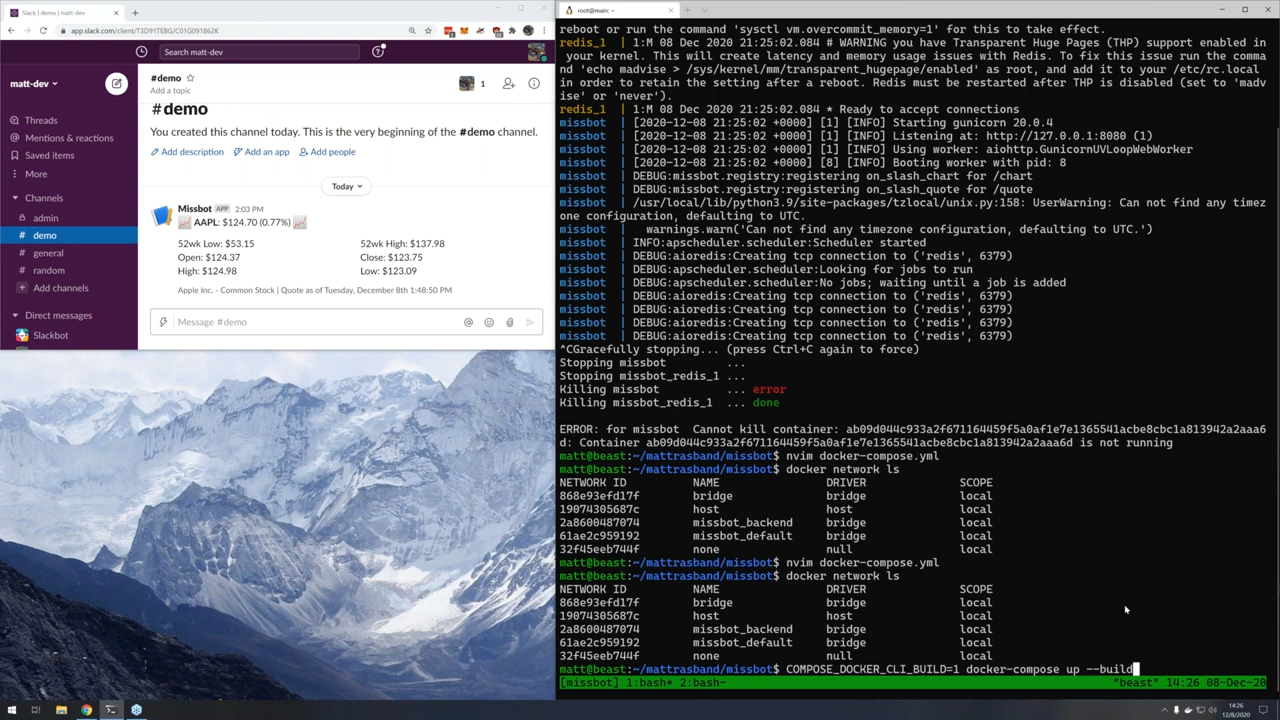 Slack | demo | matt-dev
app.slack.com/client/T3D91TEBG/C01G091862K
Search matt-dev
matt-dev
Threads
Mentions & reactions
Saved items
More
Channels
admin
# demo
# general
# random
Add channels
Direct messages
Slackbot
#demo
Add a topic
1
#demo
You created this channel today. This is the very beginning of the #demo channel.
Add description
Add an app
Add people
Today
Missbot APP 2:03 PM
AAPL: $124.70 (0.77%)
52wk Low: $53.15
52wk High: $137.98
Open: $124.37
Close: $123.75
High: $124.98
Low: $123.09
Apple Inc. - Common Stock | Quote as of Tuesday, December 8th 1:48:50 PM
Message #demo
root@main: ~
reboot or run the command 'sysctl vm.overcommit_memory=1' for this to take effect.
redis_1 | 1:M 08 Dec 2020 21:25:02.084 # WARNING you have Transparent Huge Pages (THP) support enabled in
your kernel. This will create latency and memory usage issues with Redis. To fix this issue run the comma
nd 'echo madvise > /sys/kernel/mm/transparent_hugepage/enabled' as root, and add it to your /etc/rc.local
in order to retain the setting after a reboot. Redis must be restarted after THP is disabled (set to 'mad
ise' or 'never').
redis_1 | 1:M 08 Dec 2020 21:25:02.084 * Ready to accept connections
missbot | [2020-12-08 21:25:02 +0000] [1] [INFO] Starting gunicorn 20.0.4
missbot | [2020-12-08 21:25:02 +0000] [1] [INFO] Listening at: http://127.0.0.1:8080 (1)
missbot | [2020-12-08 21:25:02 +0000] [1] [INFO] Using worker: aiohttp.GunicornUVLoopWebWorker
missbot | [2020-12-08 21:25:02 +0000] [8] [INFO] Booting worker with pid: 8
missbot | DEBUG:missbot.registry:registering on_slash_chart for /chart
missbot | DEBUG:missbot.registry:registering on_slash_quote for /quote
missbot | /usr/local/lib/python3.9/site-packages/tzlocal/unix.py:158: UserWarning: Can not find any timez
one configuration, defaulting to UTC.
missbot | warnings.warn('Can not find any timezone configuration, defaulting to UTC.')
missbot | INFO:apscheduler.scheduler:Scheduler started
missbot | DEBUG:aioredis:Creating tcp connection to ('redis', 6379)
missbot | DEBUG:apscheduler.scheduler:Looking for jobs to run
missbot | DEBUG:apscheduler.scheduler:No jobs; waiting until a job is added
missbot | DEBUG:aioredis:Creating tcp connection to ('redis', 6379)
missbot | DEBUG:aioredis:Creating tcp connection to ('redis', 6379)
missbot | DEBUG:aioredis:Creating tcp connection to ('redis', 6379)
missbot | DEBUG:aioredis:Creating tcp connection to ('redis', 6379)
^CGracefully stopping... (press Ctrl+C again to force)
Stopping missbot ...
Stopping missbot_redis_1 ...
Killing missbot ... error
Killing missbot_redis_1 ... done
ERROR: for missbot Cannot kill container: ab09d044c933a2f671164459f5a0af1e7e1365541acbe8cbc1a813942a2aaa6
d: Container ab09d044c933a2f671164459f5a0af1e7e1365541acbe8cbc1a813942a2aaa6d is not running
matt@beast:~/mattrasband/missbot$ nvim docker-compose.yml
matt@beast:~/mattrasband/missbot$ docker network ls
NETWORK ID NAME DRIVER SCOPE
868e93efd17f bridge bridge local
19074305687c host host local
2a8600487074 missbot_backend bridge local
61ae2c959192 missbot_default bridge local
32f45eeb744f none null local
matt@beast:~/mattrasband/missbot$ nvim docker-compose.yml
matt@beast:~/mattrasband/missbot$ docker network ls
NETWORK ID NAME DRIVER SCOPE
868e93efd17f bridge bridge local
19074305687c host host local
2a8600487074 missbot_backend bridge local
61ae2c959192 missbot_default bridge local
32f45eeb744f none null local
matt@beast:~/mattrasband/missbot$ COMPOSE_DOCKER_CLI_BUILD=1 docker-compose up --build
[missbot] 1:bash* 2:bash- "beast" 14:26 08-Dec-20
14:26
12/8/2020